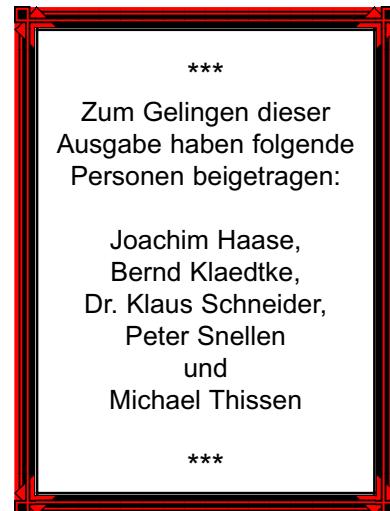 ***
Zum Gelingen dieser
Ausgabe haben folgende
Personen beigetragen:
Joachim Haase,
Bernd Klaedtke,
Dr. Klaus Schneider,
Peter Snellen
und
Michael Thissen
***